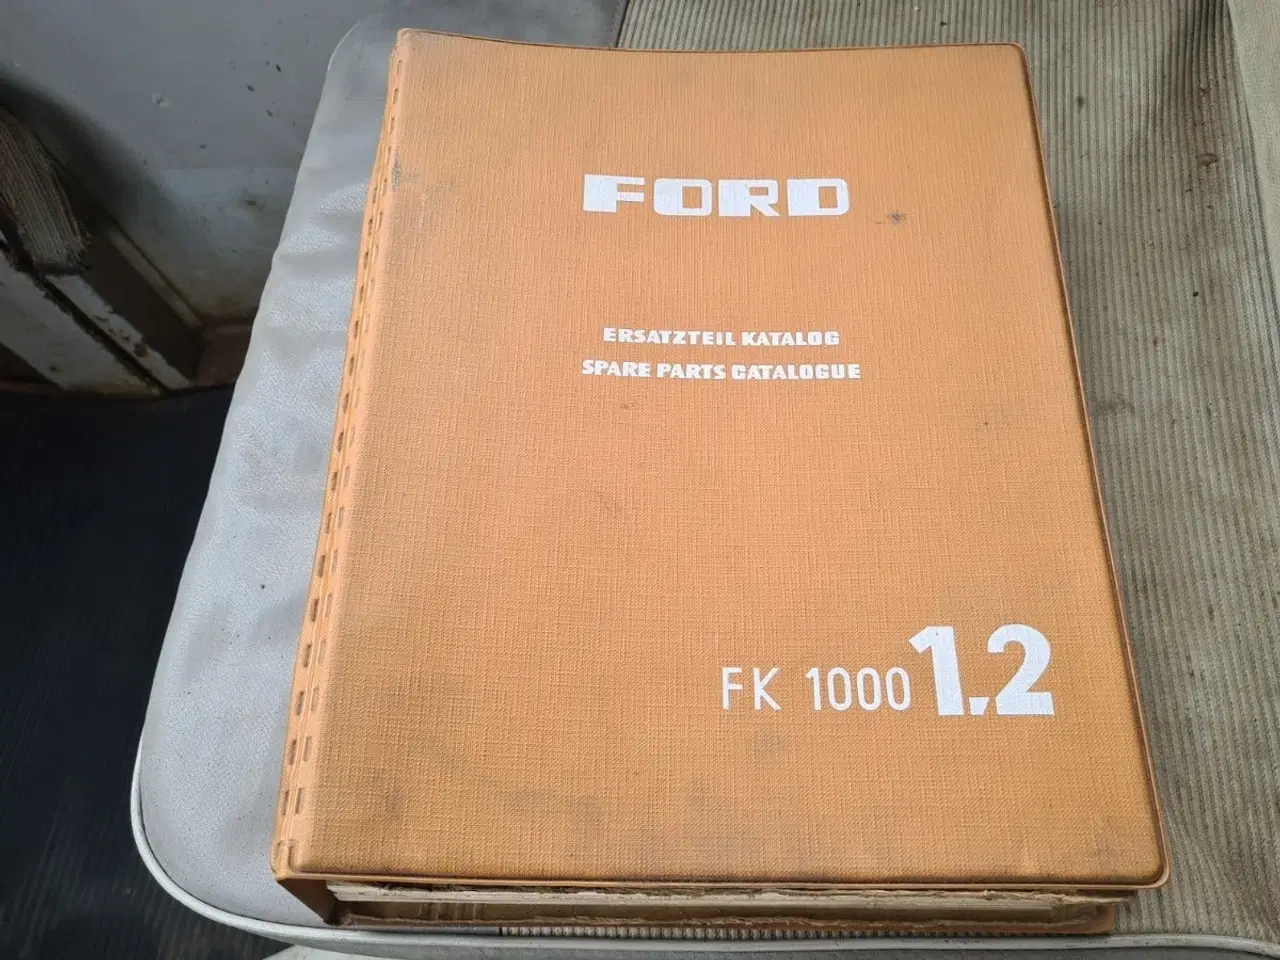 FORD
ERSATZTEIL KATALOG
SPARE PARTS CATALOGUE
FK 1000 1.2